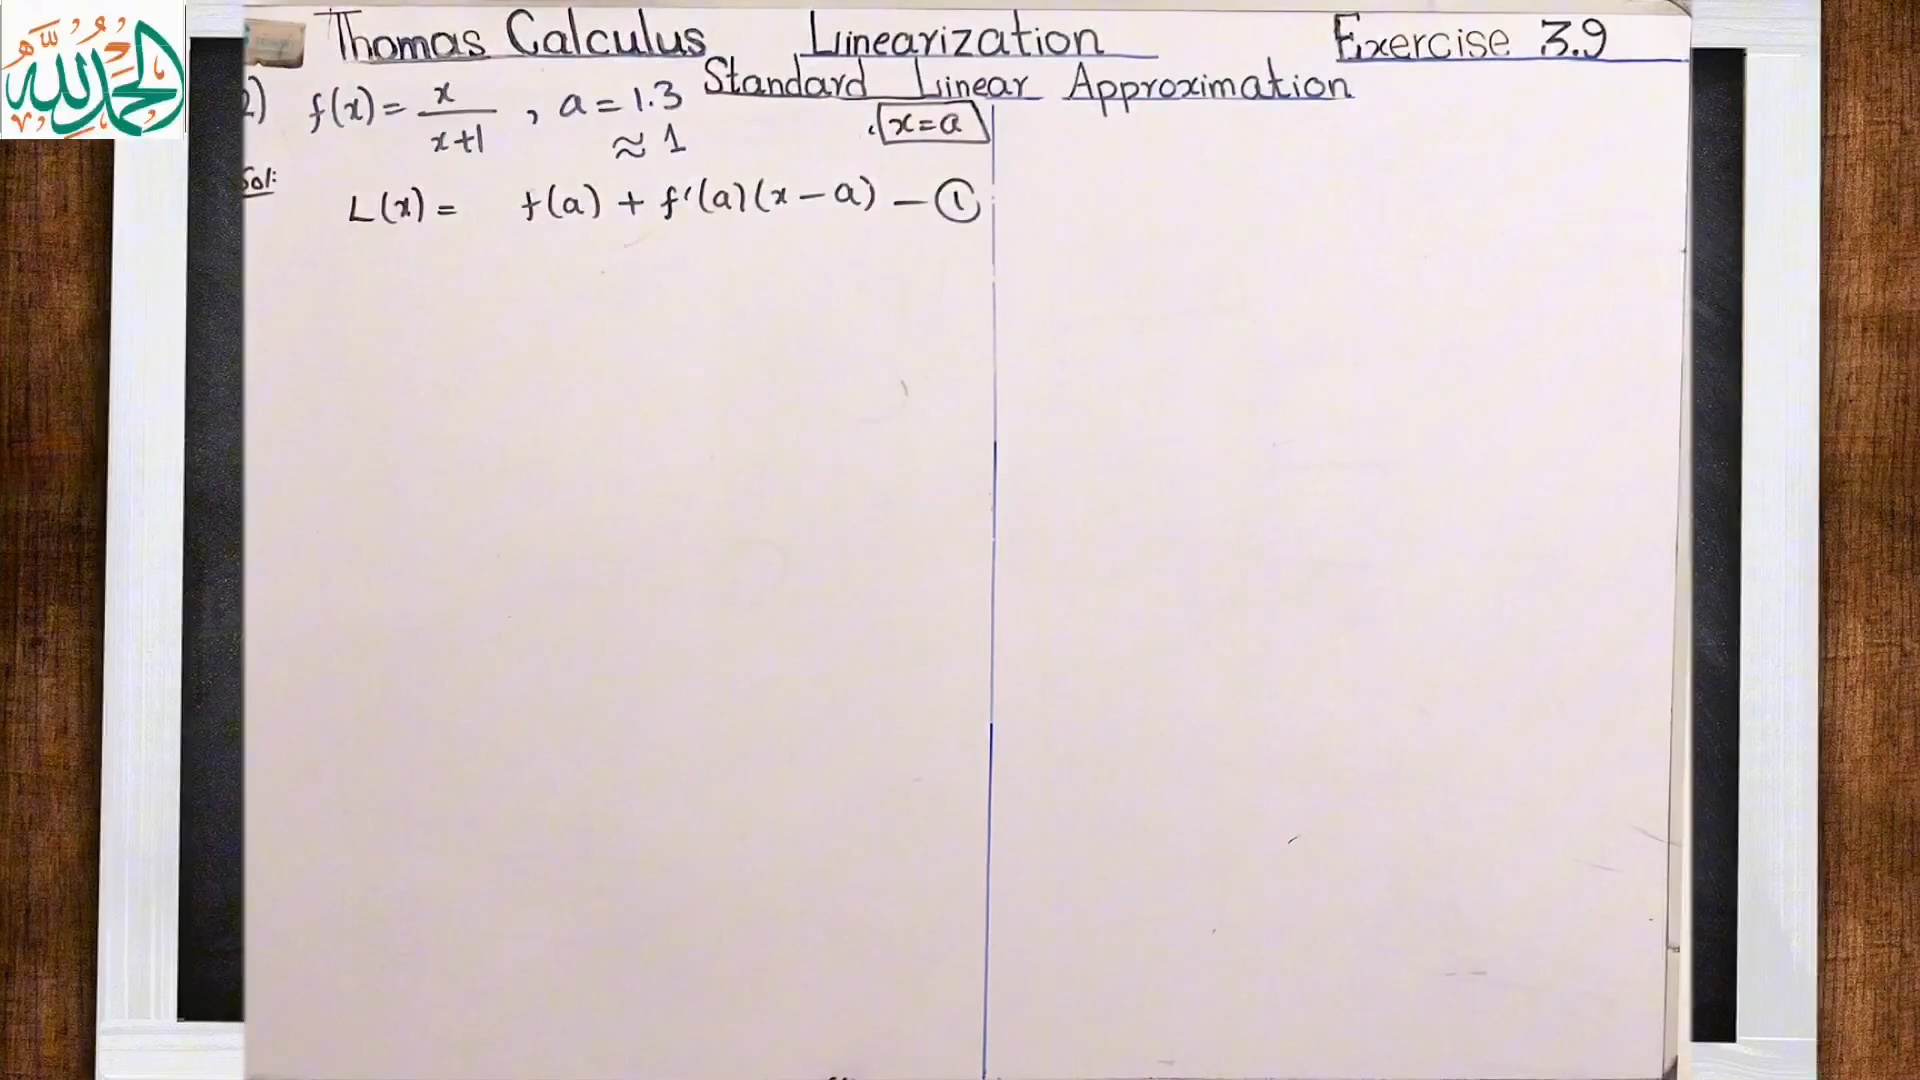 الحمد لله
Thomas Calculus Linearization Exercise 3.9
Standard Linear Approximation
2) f(x) = x/(x+1) , a = 1.3
≈ 1
x = a
Sol:
L(x) = f(a) + f'(a)(x - a) — ①